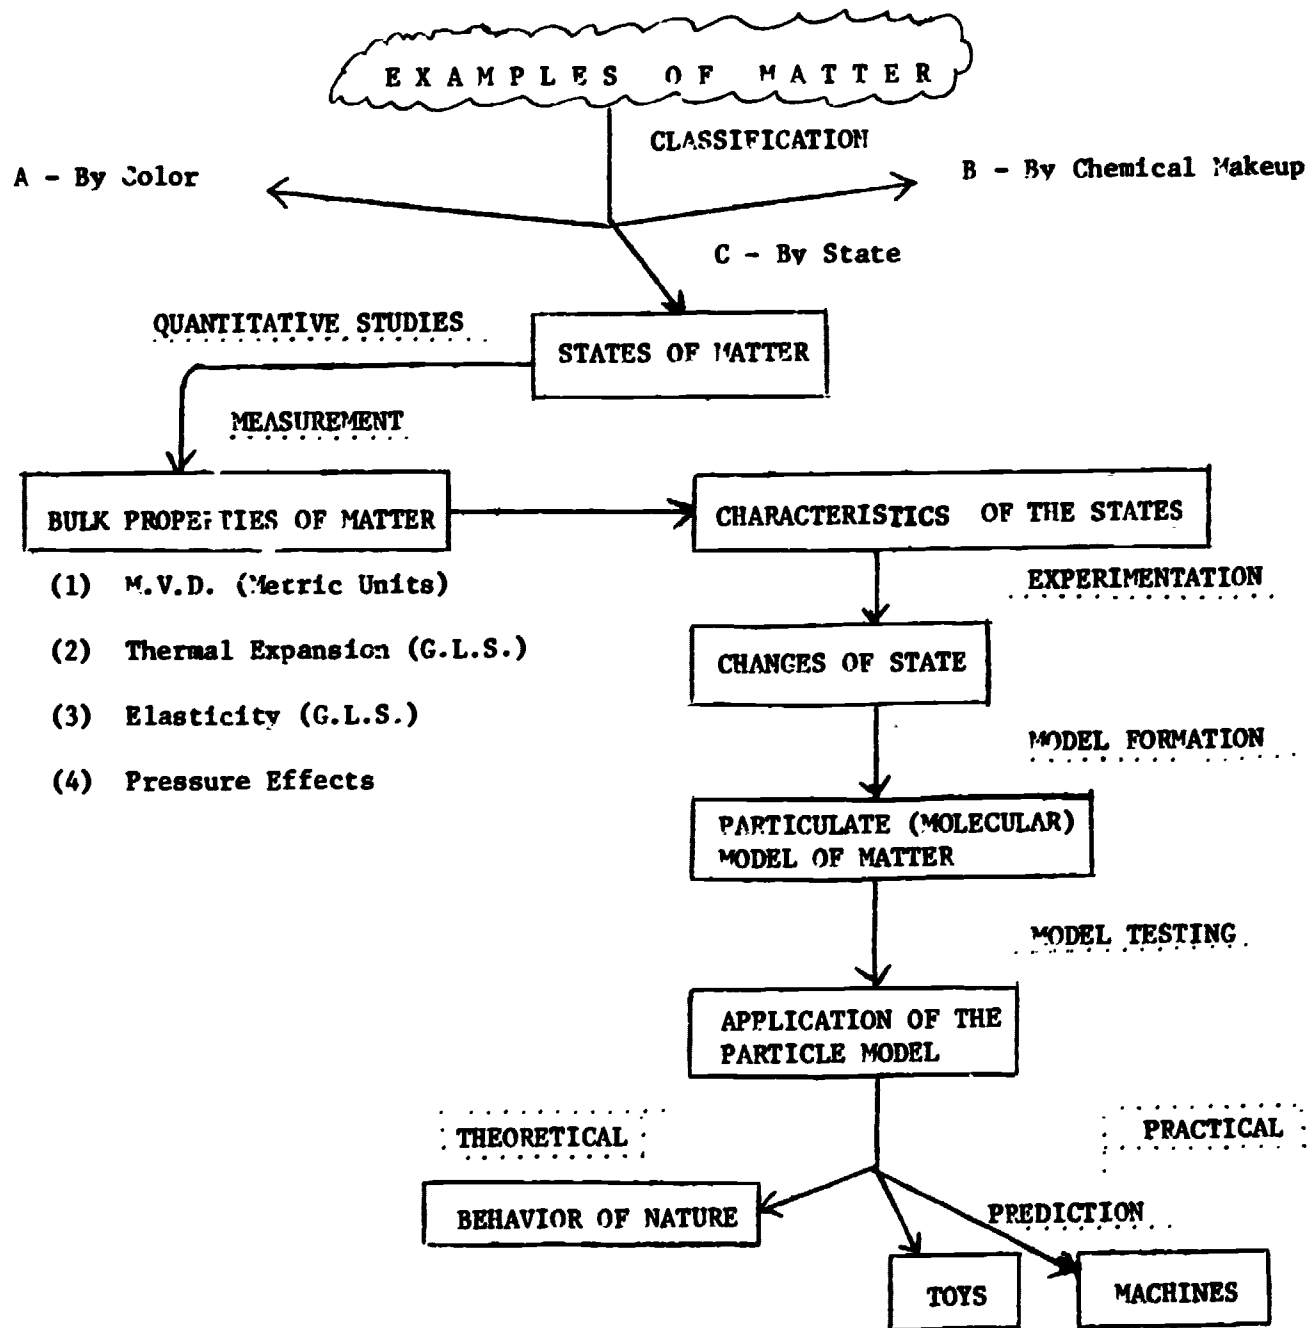 EXAMPLES OF MATTER
CLASSIFICATION
A - By Color
B - By Chemical Makeup
C - By State
QUANTITATIVE STUDIES
STATES OF MATTER
MEASUREMENT
BULK PROPERTIES OF MATTER
CHARACTERISTICS OF THE STATES
(1) M.V.D. (Metric Units)
EXPERIMENTATION
(2) Thermal Expansion (G.L.S.)
CHANGES OF STATE
(3) Elasticity (G.L.S.)
MODEL FORMATION
(4) Pressure Effects
PARTICULATE (MOLECULAR)
MODEL OF MATTER
MODEL TESTING
APPLICATION OF THE
PARTICLE MODEL
THEORETICAL
PRACTICAL
BEHAVIOR OF NATURE
PREDICTION
TOYS
MACHINES